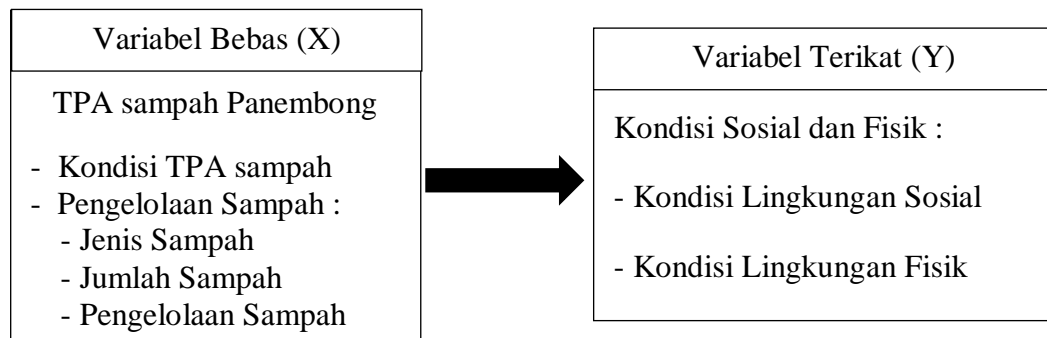 Variabel Bebas (X)
TPA sampah Panembong
- Kondisi TPA sampah
- Pengelolaan Sampah :
- Jenis Sampah
- Jumlah Sampah
- Pengelolaan Sampah
Variabel Terikat (Y)
Kondisi Sosial dan Fisik :
- Kondisi Lingkungan Sosial
- Kondisi Lingkungan Fisik